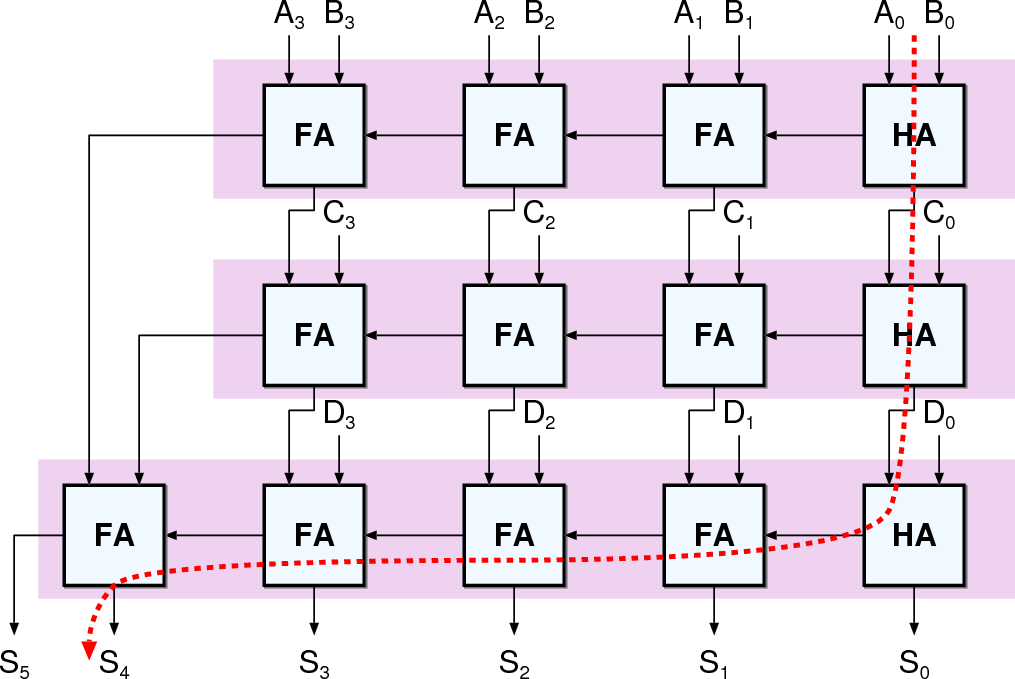 A₃ B₃ A₂ B₂ A₁ B₁ A₀ B₀
FA FA FA HA
C₃ C₂ C₁ C₀
FA FA FA HA
D₃ D₂ D₁ D₀
FA FA FA FA HA
S₅ S₄ S₃ S₂ S₁ S₀